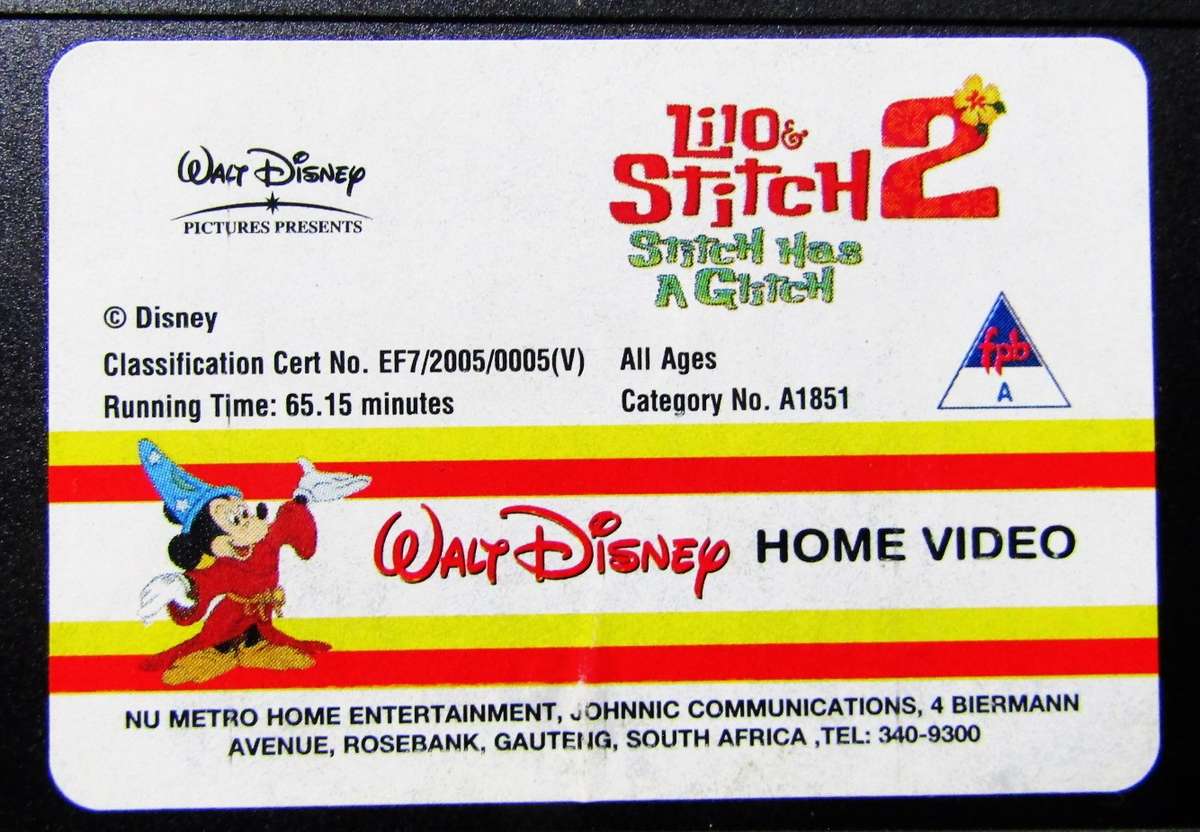 WALT DISNEY
PICTURES PRESENTS
LILO &
STITCH 2
STITCH HAS
A GLITCH
© Disney
Classification Cert No. EF7/2005/0005(V) All Ages
Running Time: 65.15 minutes Category No. A1851
fpb
A
WALT DISNEY HOME VIDEO
NU METRO HOME ENTERTAINMENT, JOHNNIC COMMUNICATIONS, 4 BIERMANN
AVENUE, ROSEBANK, GAUTENG, SOUTH AFRICA ,TEL: 340-9300